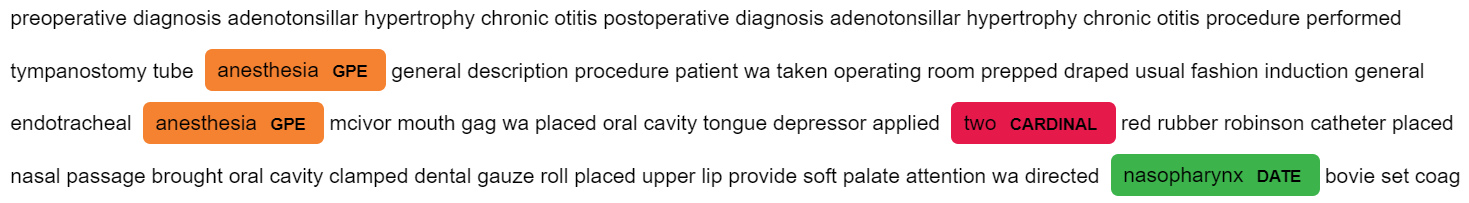 preoperative diagnosis adenotonsillar hypertrophy chronic otitis postoperative diagnosis adenotonsillar hypertrophy chronic otitis procedure performed
tympanostomy tube anesthesia GPE general description procedure patient wa taken operating room prepped draped usual fashion induction general
endotracheal anesthesia GPE mcivor mouth gag wa placed oral cavity tongue depressor applied two CARDINAL red rubber robinson catheter placed
nasal passage brought oral cavity clamped dental gauze roll placed upper lip provide soft palate attention wa directed nasopharynx DATE bovie set coag